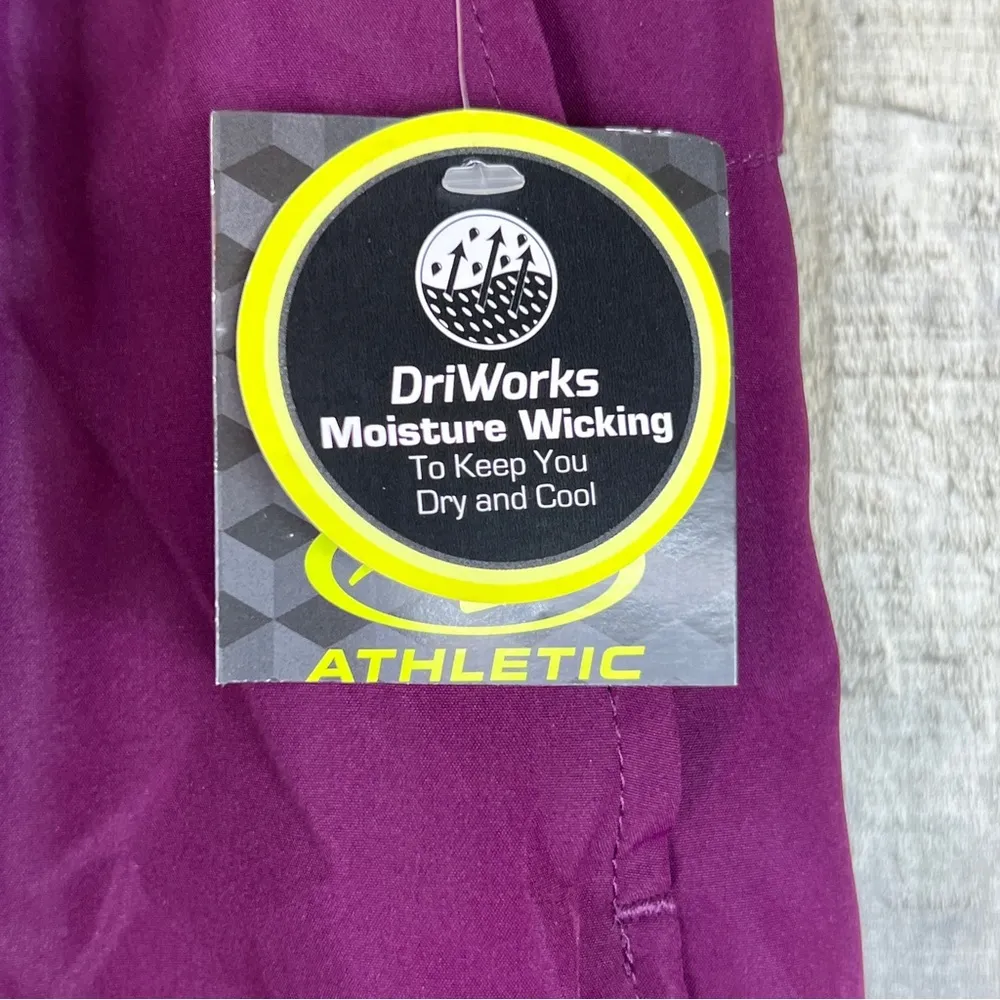 DriWorks
Moisture Wicking
To Keep You
Dry and Cool
ATHLETIC